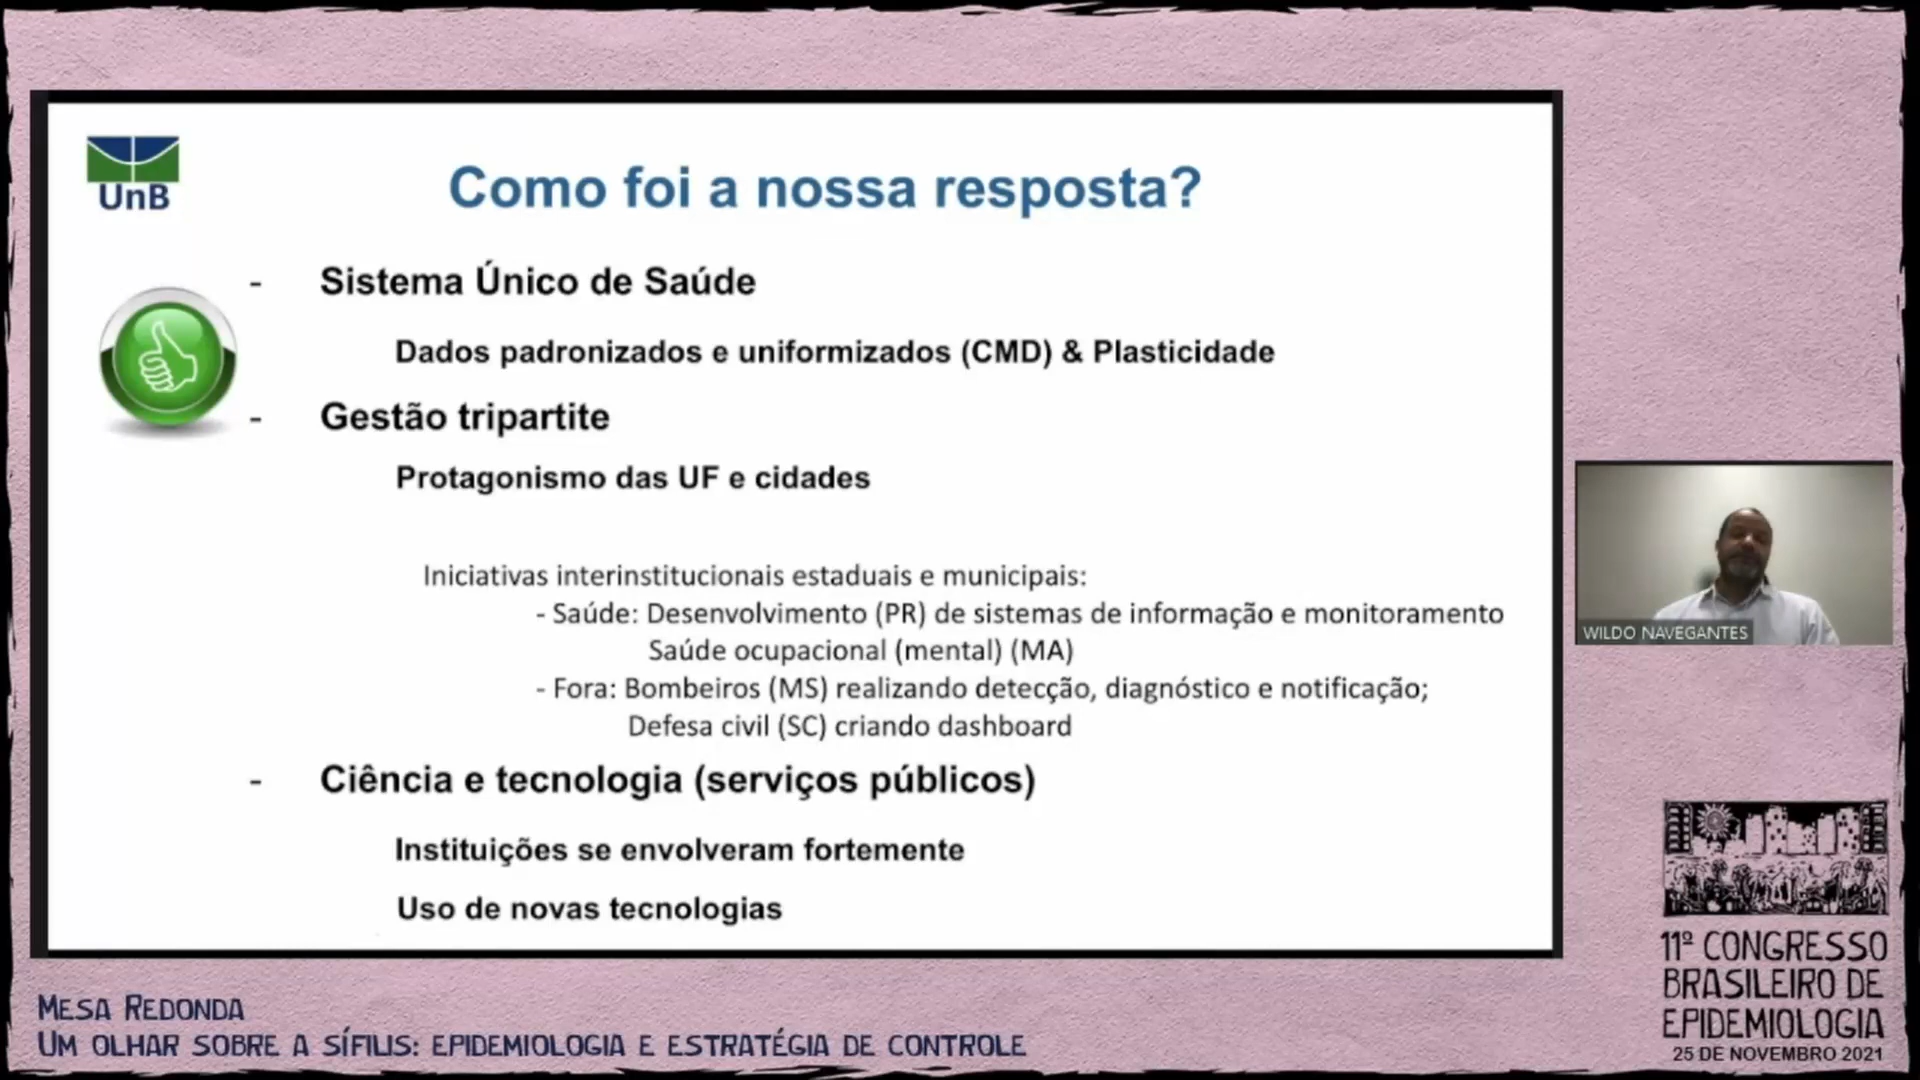 UnB
Como foi a nossa resposta?
- Sistema Único de Saúde
Dados padronizados e uniformizados (CMD) & Plasticidade
- Gestão tripartite
Protagonismo das UF e cidades
Iniciativas interinstitucionais estaduais e municipais:
- Saúde: Desenvolvimento (PR) de sistemas de informação e monitoramento
Saúde ocupacional (mental) (MA)
- Fora: Bombeiros (MS) realizando detecção, diagnóstico e notificação;
Defesa civil (SC) criando dashboard
- Ciência e tecnologia (serviços públicos)
Instituições se envolveram fortemente
Uso de novas tecnologias
WILDO NAVEGANTES
MESA REDONDA
UM OLHAR SOBRE A SÍFILIS: EPIDEMIOLOGIA E ESTRATÉGIA DE CONTROLE
11º CONGRESSO
BRASILEIRO DE
EPIDEMIOLOGIA
25 DE NOVEMBRO 2021